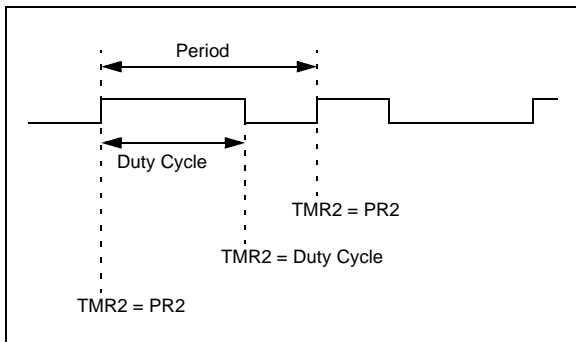 Period
Duty Cycle
TMR2 = PR2
TMR2 = Duty Cycle
TMR2 = PR2